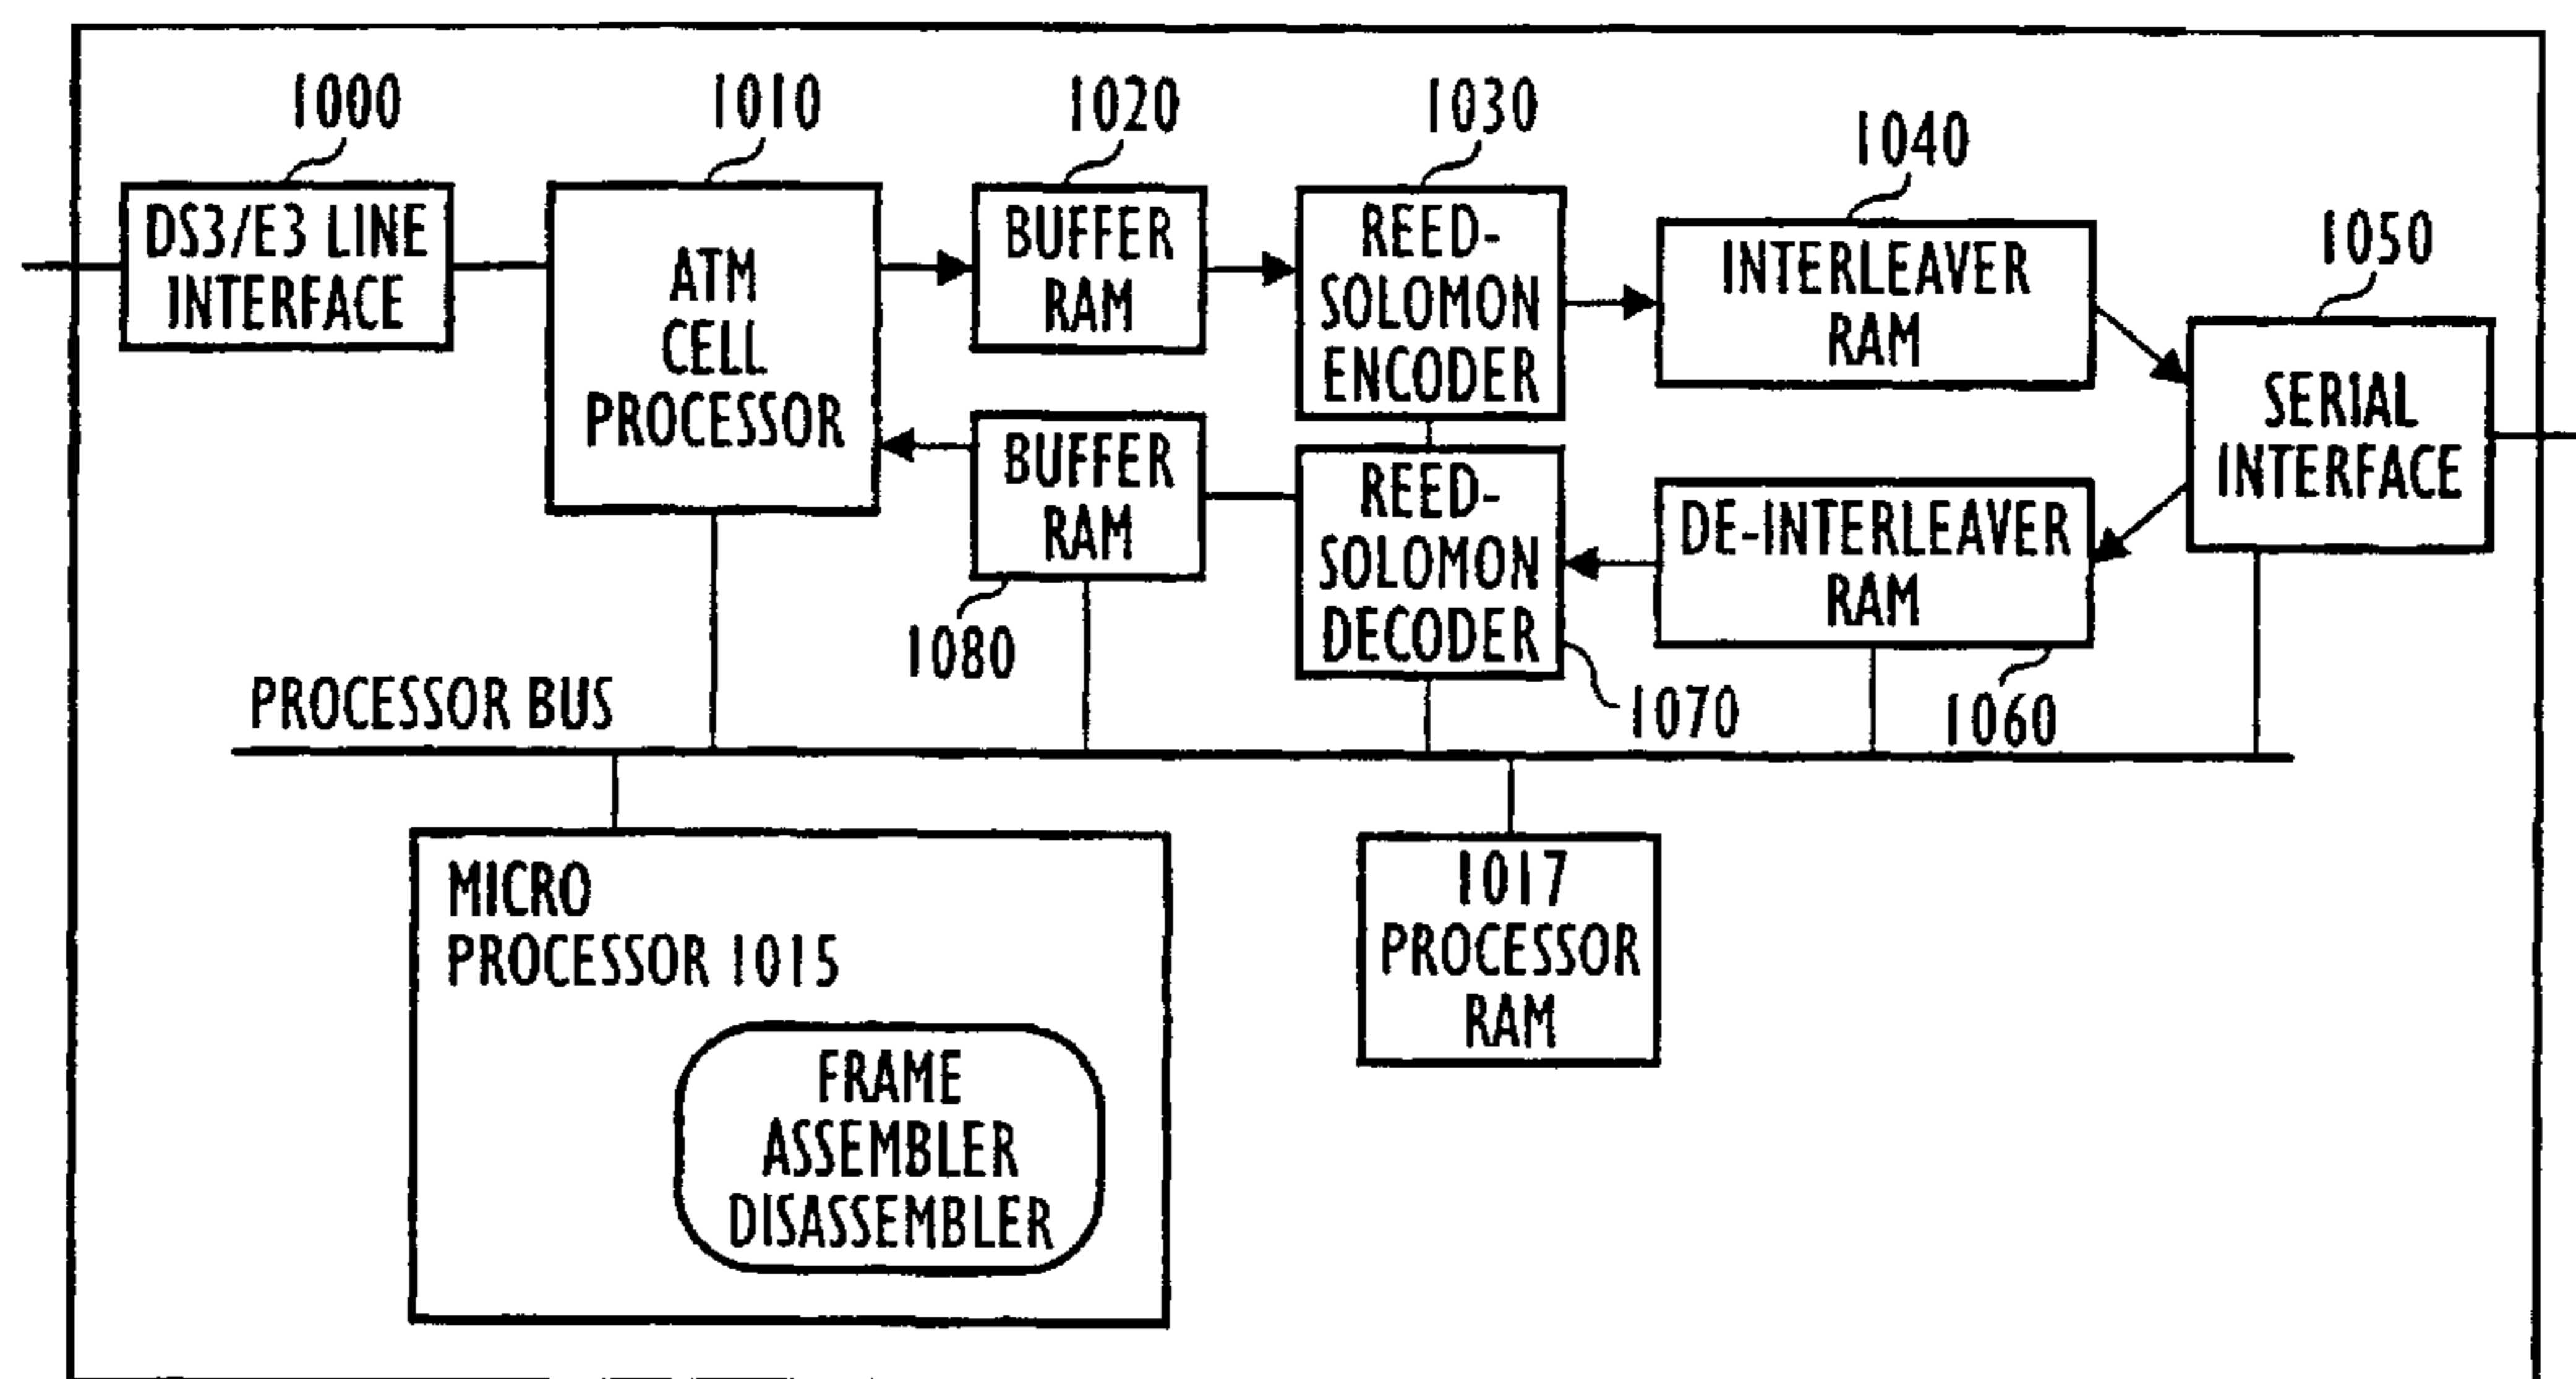 1000
1010
1020
1030
1040
1050
DS3/E3 LINE
INTERFACE
ATM
CELL
PROCESSOR
BUFFER
RAM
REED-
SOLOMON
ENCODER
INTERLEAVER
RAM
SERIAL
INTERFACE
BUFFER
RAM
1080
REED-
SOLOMON
DECODER
1070
DE-INTERLEAVER
RAM
1060
PROCESSOR BUS
MICRO
PROCESSOR 1015
FRAME
ASSEMBLER
DISASSEMBLER
1017
PROCESSOR
RAM